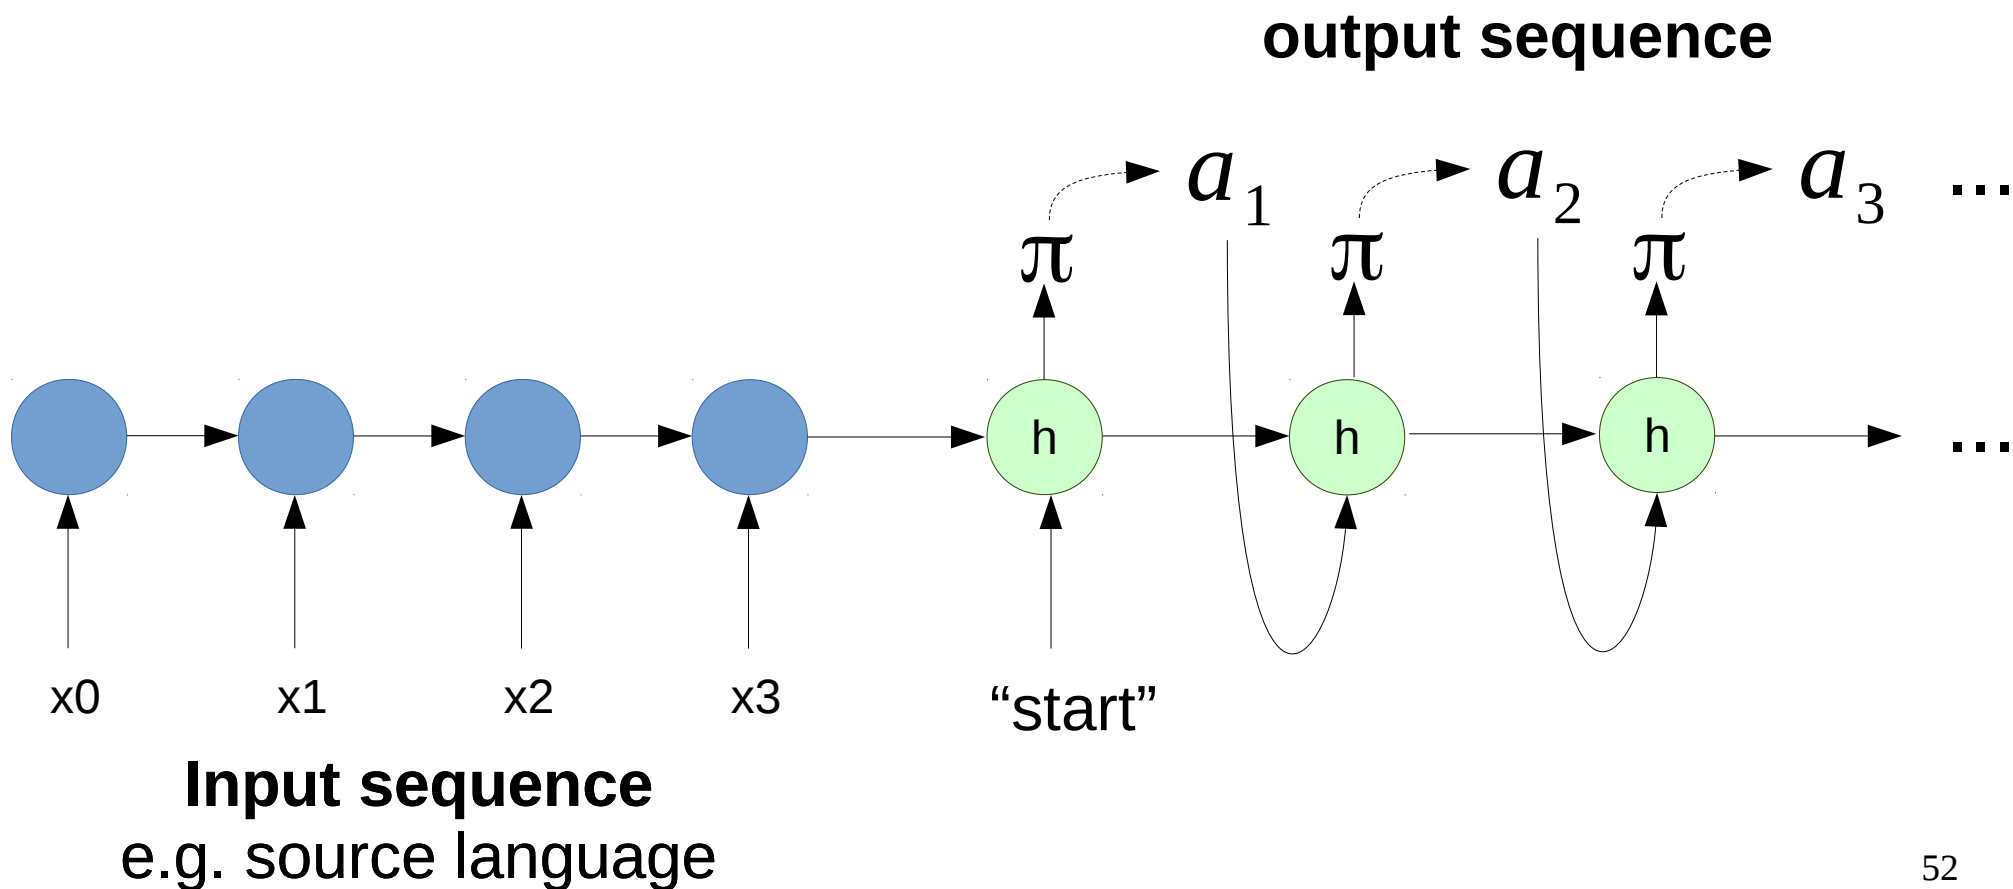 output sequence
a1 a2 a3 ...
π π π
h h h ...
x0 x1 x2 x3 “start”
Input sequence
e.g. source language
52